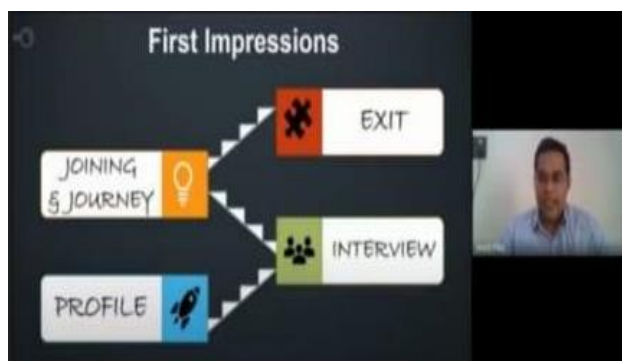 First Impressions
EXIT
JOINING
& JOURNEY
INTERVIEW
PROFILE